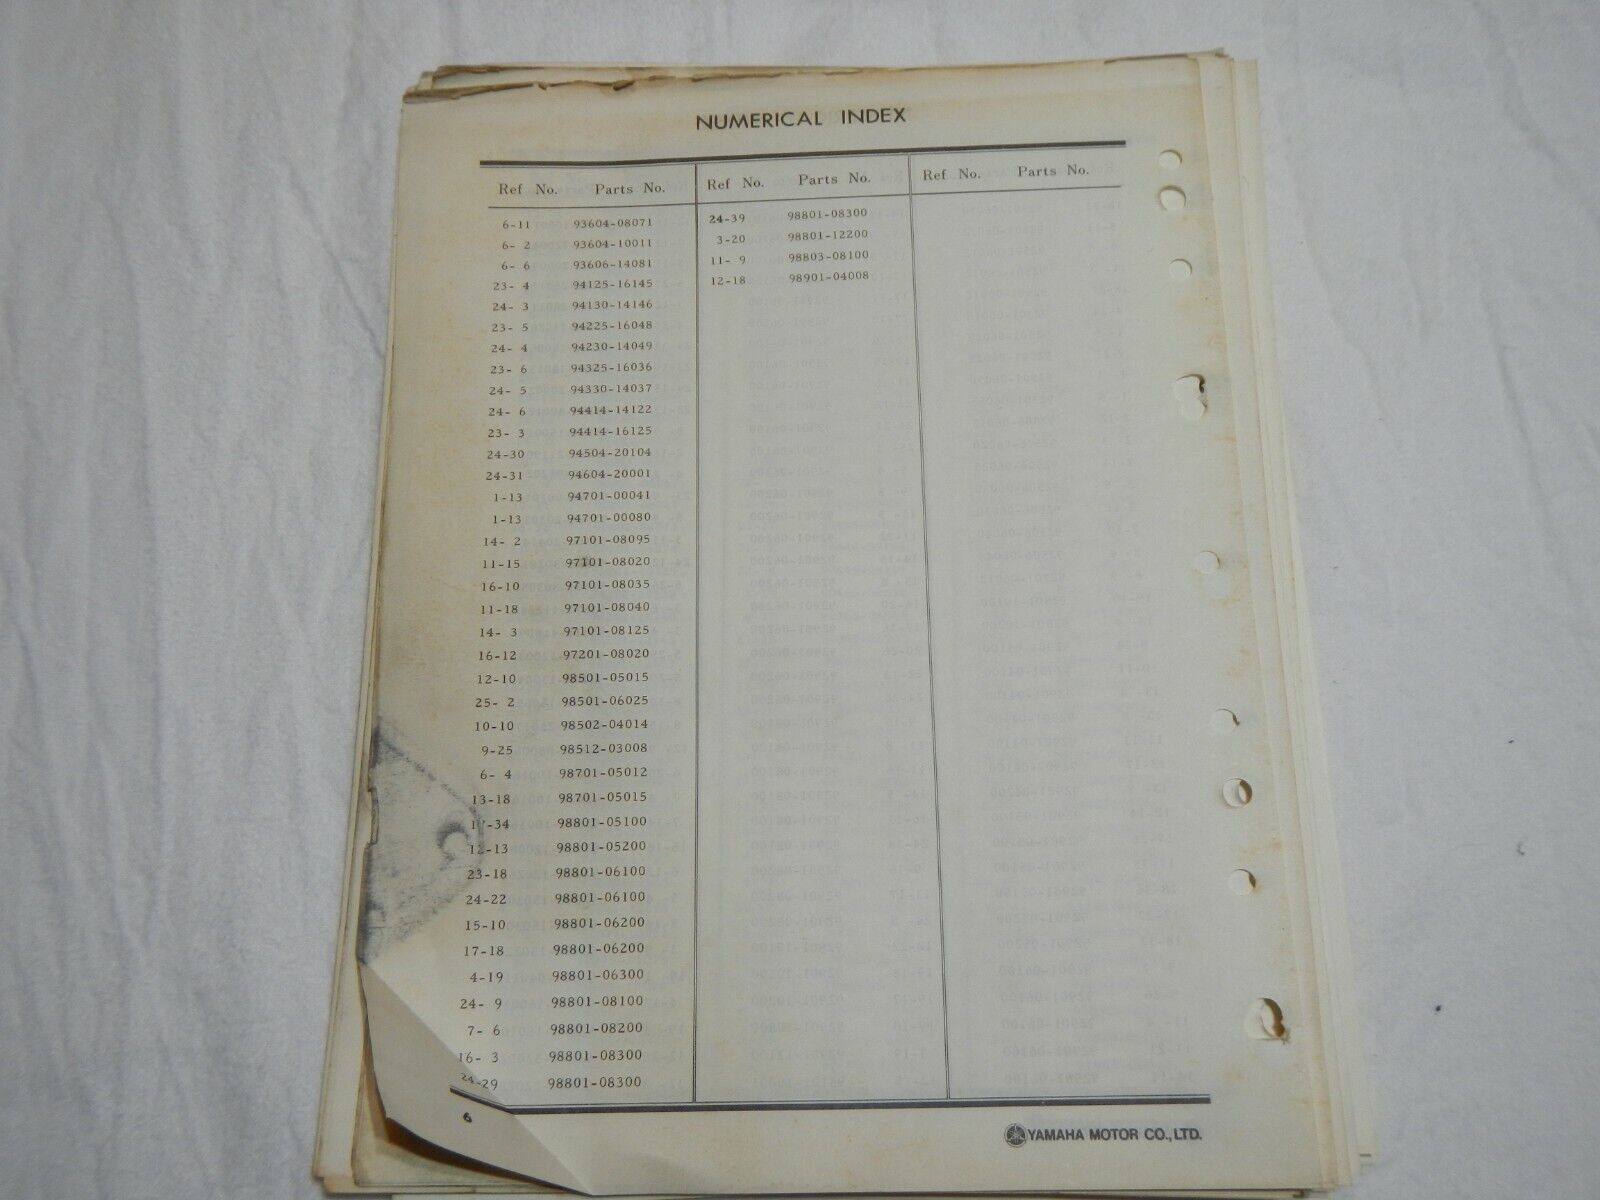 NUMERICAL INDEX
Ref No. Parts No.
6-11 93604-08071
6- 2 93604-10011
6- 6 93606-14081
23- 4 94125-16145
24- 3 94130-14146
23- 5 94225-16048
24- 4 94230-14049
23- 6 94325-16036
24- 5 94330-14037
24- 6 94414-14122
23- 3 94414-16125
24-30 94504-20104
24-31 94604-20001
1-13 94701-00041
1-13 94701-00080
14- 2 97101-08095
11-15 97101-08020
16-10 97101-08035
11-18 97101-08040
14- 3 97101-08125
16-12 97201-08020
12-10 98501-05015
25- 2 98501-06025
10-10 98502-04014
9-25 98512-03008
6- 4 98701-05012
13-18 98701-05015
98801-05100
12-13 98801-05200
23-18 98801-06100
24-22 98801-06100
15-10 98801-06200
17-18 98801-06200
4-19 98801-06300
24- 9 98801-08100
7- 6 98801-08200
16- 3 98801-08300
24-29 98801-08300
Ref No. Parts No.
24-39 98801-08300
3-20 98801-12200
11- 9 98803-08100
12-18 98901-04008
Ref No. Parts No.
6
YAMAHA MOTOR CO., LTD.